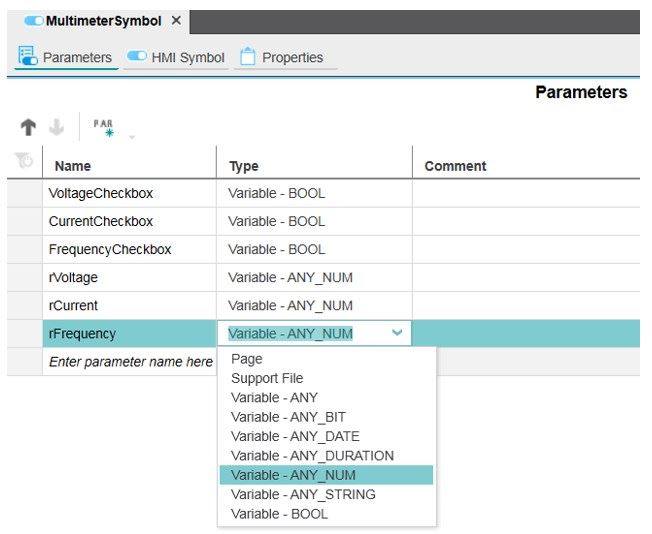 MultimeterSymbol
Parameters HMI Symbol Properties
Parameters
PAR
Name Type Comment
VoltageCheckbox Variable - BOOL
CurrentCheckbox Variable - BOOL
FrequencyCheckbox Variable - BOOL
rVoltage Variable - ANY_NUM
rCurrent Variable - ANY_NUM
rFrequency Variable - ANY_NUM
Enter parameter name here
Page
Support File
Variable - ANY
Variable - ANY_BIT
Variable - ANY_DATE
Variable - ANY_DURATION
Variable - ANY_NUM
Variable - ANY_STRING
Variable - BOOL